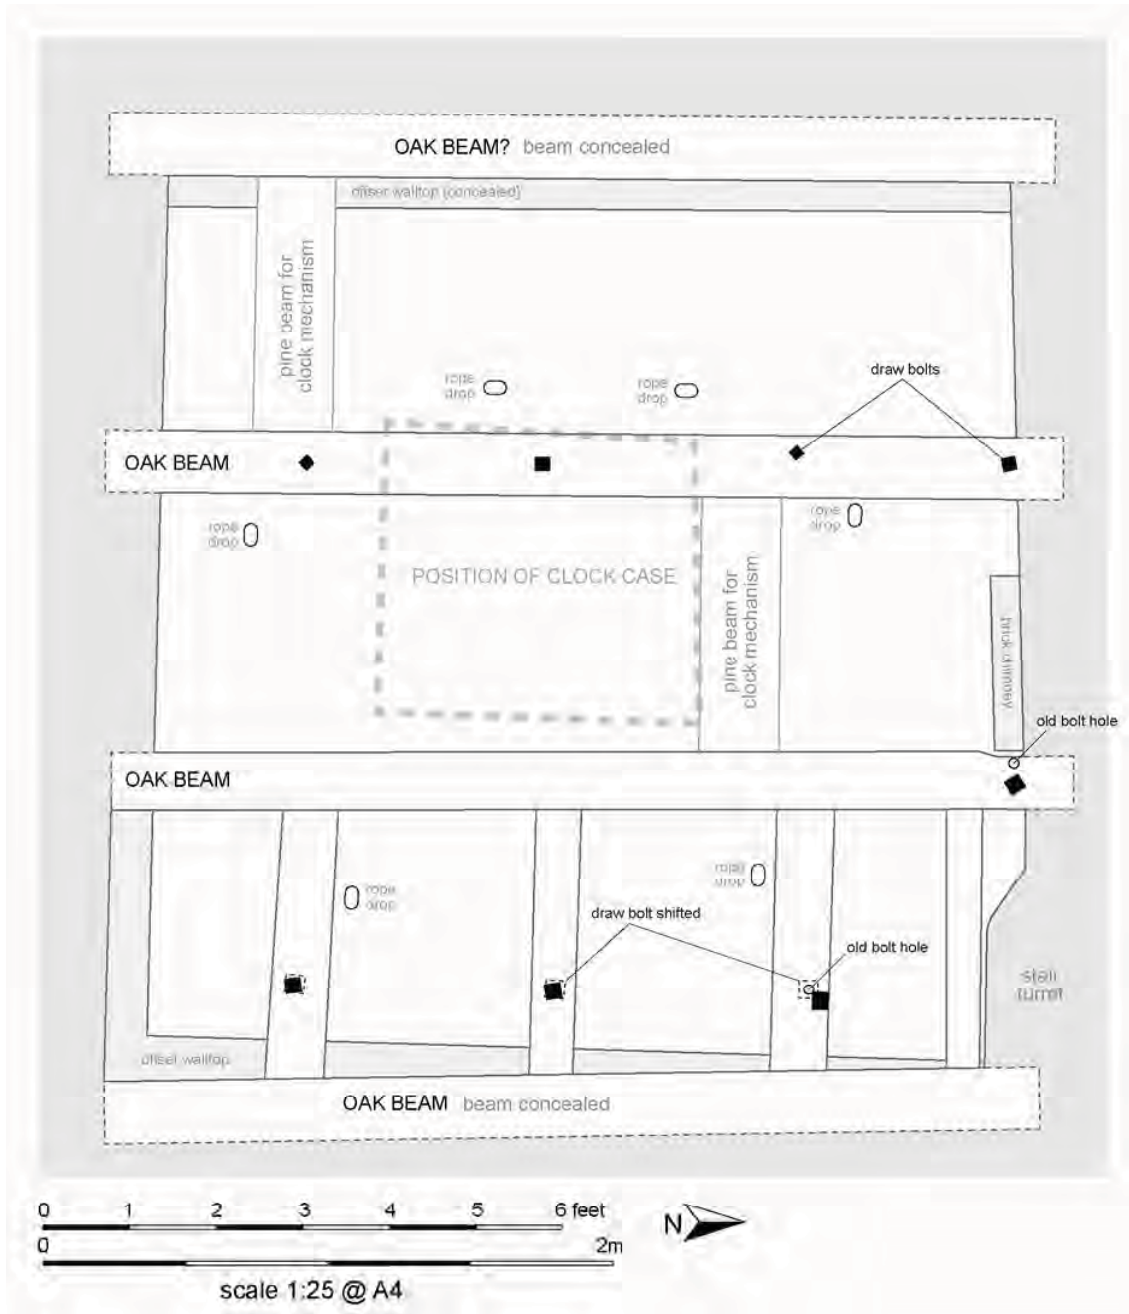 OAK BEAM? beam concealed
offset walltop (concealed)
pine beam for
clock mechanism
rope
drop
rope
drop
draw bolts
OAK BEAM
rope
drop
rope
drop
POSITION OF CLOCK CASE
pine beam for
clock mechanism
brick chimney
old bolt hole
OAK BEAM
rope
drop
rope
drop
draw bolt shifted
old bolt hole
stair
turret
offset walltop
OAK BEAM beam concealed
0 1 2 3 4 5 6 feet
0 2m
scale 1:25 @ A4
N